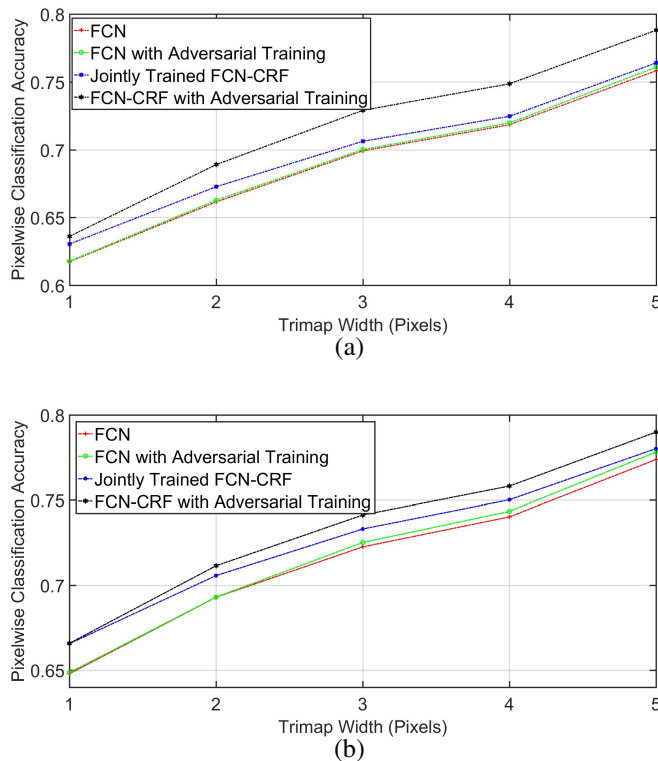 0.8
0.75
0.7
0.65
0.6
Pixelwise Classification Accuracy
FCN
FCN with Adversarial Training
Jointly Trained FCN-CRF
FCN-CRF with Adversarial Training
1 2 3 4 5
Trimap Width (Pixels)
(a)
0.8
0.75
0.7
0.65
Pixelwise Classification Accuracy
FCN
FCN with Adversarial Training
Jointly Trained FCN-CRF
FCN-CRF with Adversarial Training
1 2 3 4 5
Trimap Width (Pixels)
(b)